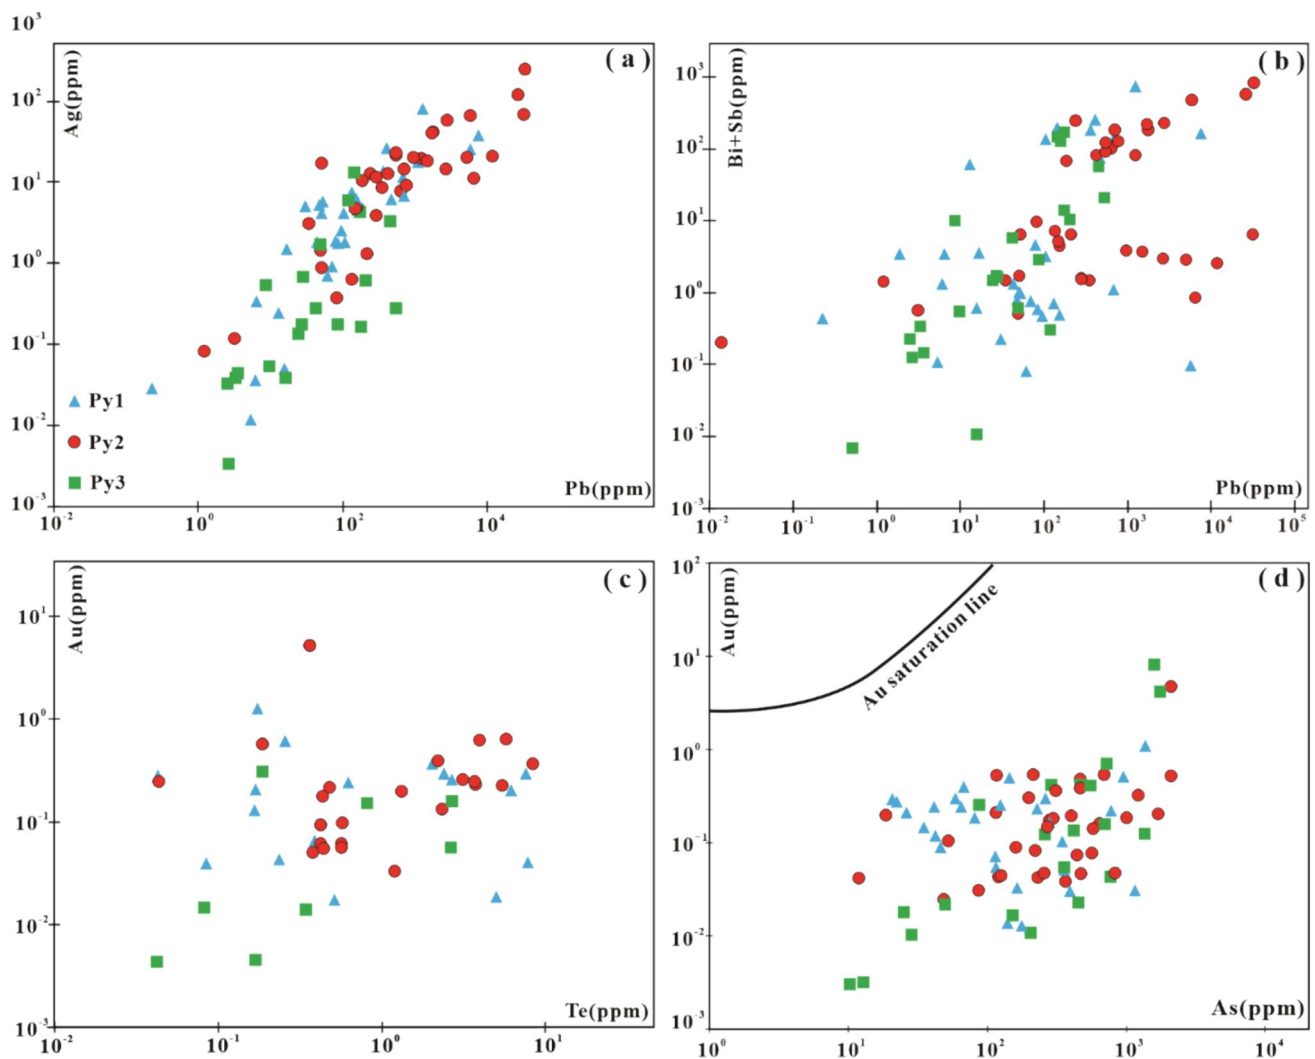 10³
( a )
Ag(ppm)
10²
10¹
10⁰
10⁻¹
10⁻²
10⁻³
Py1
Py2
Py3
Pb(ppm)
10⁻² 10⁰ 10² 10⁴
( b )
Bi+Sb(ppm)
10³
10²
10¹
10⁰
10⁻¹
10⁻²
10⁻³
Pb(ppm)
10⁻² 10⁻¹ 10⁰ 10¹ 10² 10³ 10⁴ 10⁵
( c )
Au(ppm)
10¹
10⁰
10⁻¹
10⁻²
10⁻³
Te(ppm)
10⁻² 10⁻¹ 10⁰ 10¹
( d )
Au(ppm)
10²
10¹
10⁰
10⁻¹
10⁻²
10⁻³
Au saturation line
As(ppm)
10⁰ 10¹ 10² 10³ 10⁴